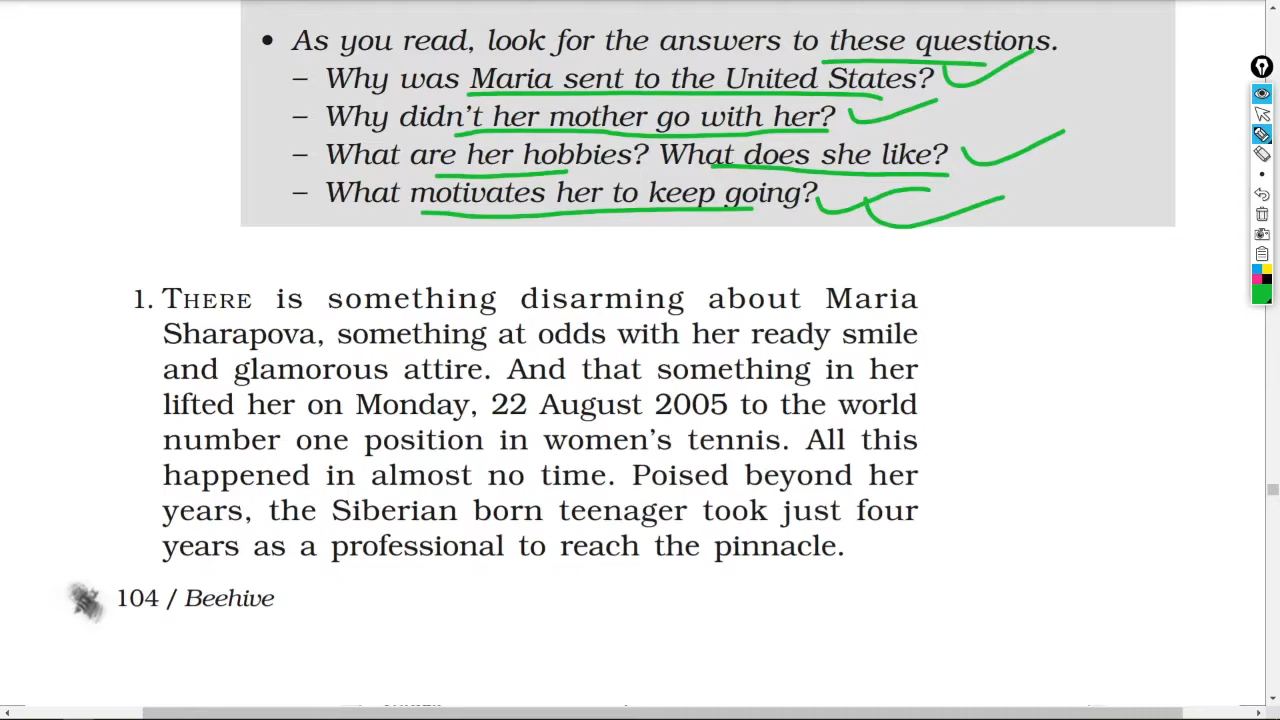 • As you read, look for the answers to these questions.
– Why was Maria sent to the United States?
– Why didn't her mother go with her?
– What are her hobbies? What does she like?
– What motivates her to keep going?
1. THERE is something disarming about Maria
Sharapova, something at odds with her ready smile
and glamorous attire. And that something in her
lifted her on Monday, 22 August 2005 to the world
number one position in women's tennis. All this
happened in almost no time. Poised beyond her
years, the Siberian born teenager took just four
years as a professional to reach the pinnacle.
104 / Beehive